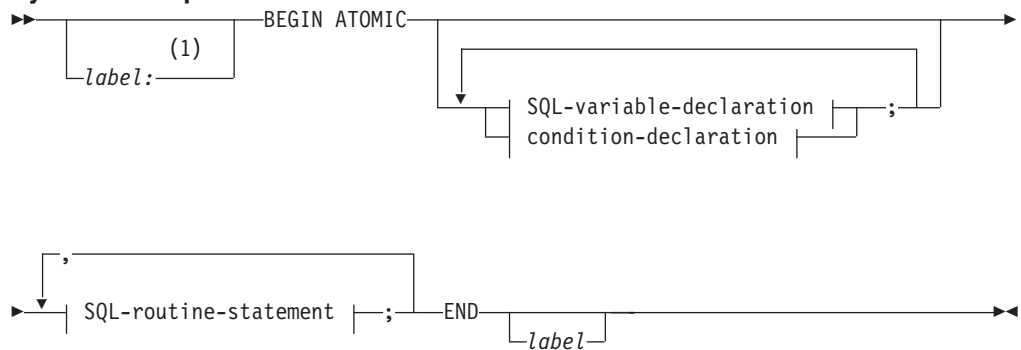 BEGIN ATOMIC
(1)
label:
SQL-variable-declaration ;
condition-declaration
,
SQL-routine-statement ; END
label